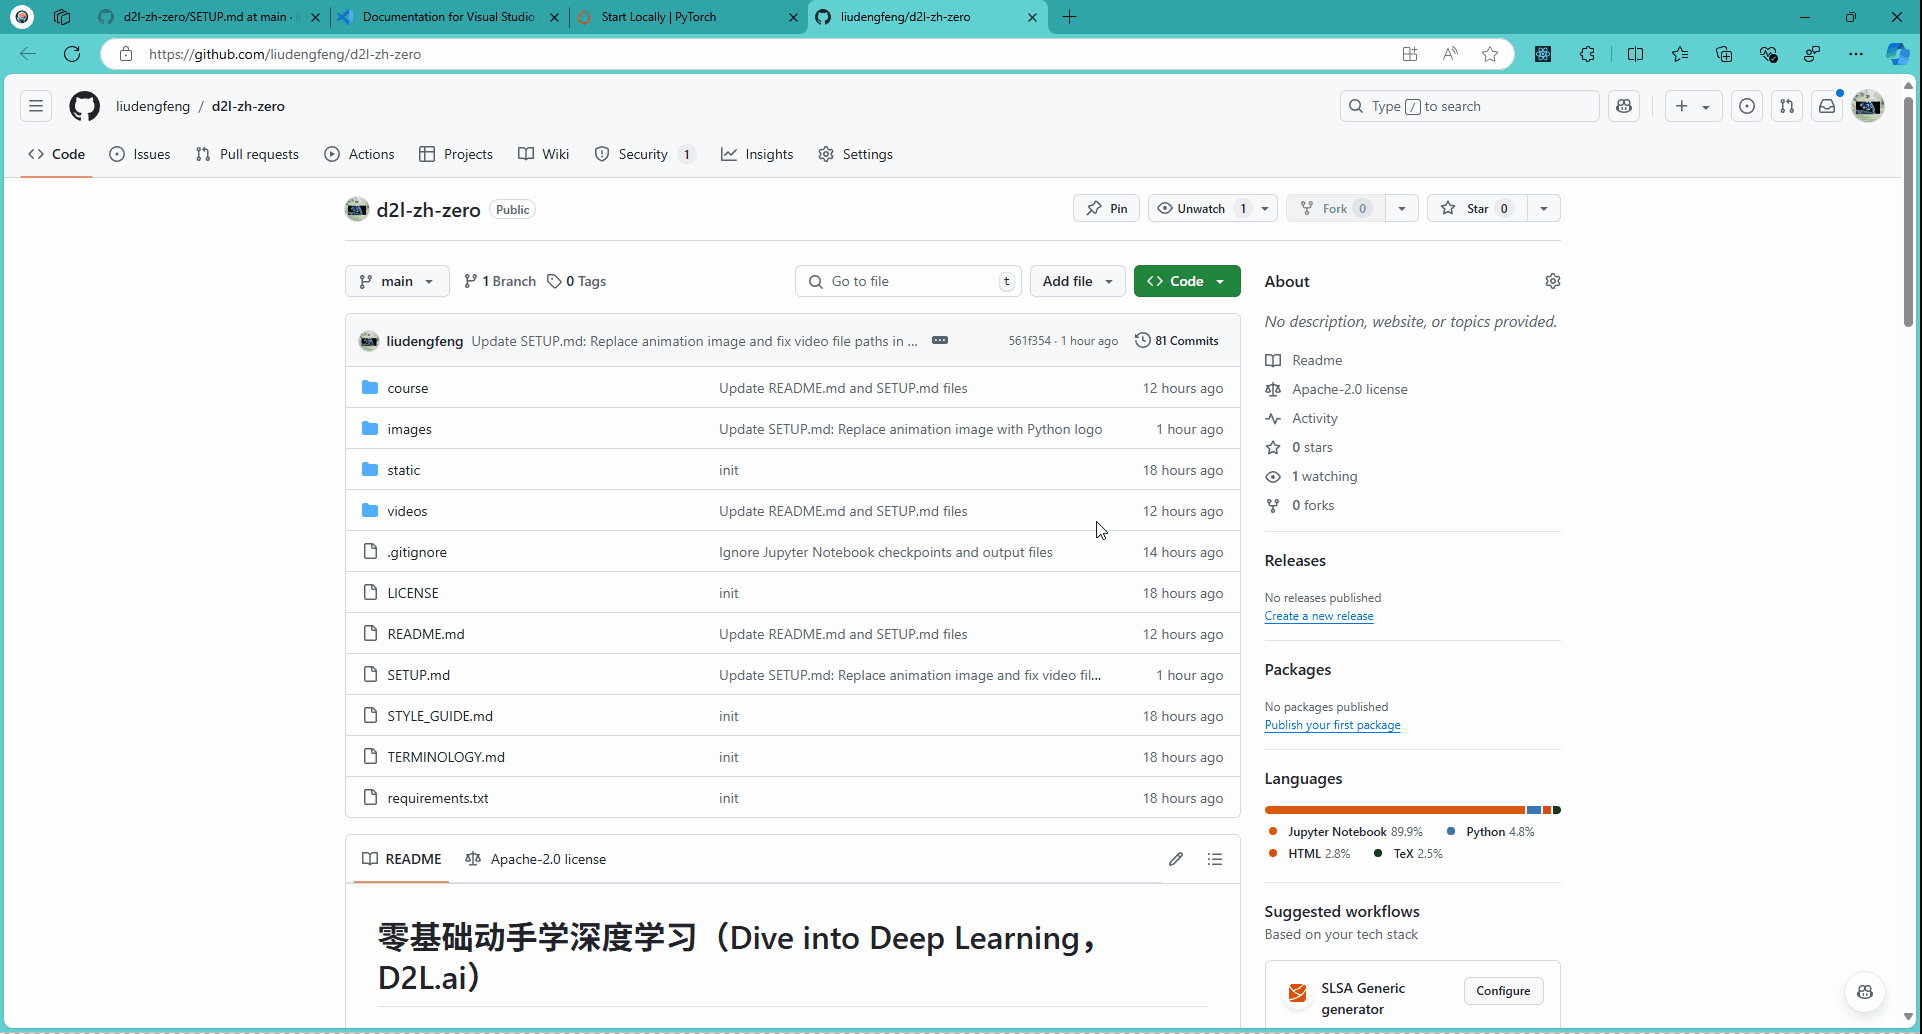 d2l-zh-zero/SETUP.md at main · l
Documentation for Visual Studio
Start Locally | PyTorch
liudengfeng/d2l-zh-zero
https://github.com/liudengfeng/d2l-zh-zero
liudengfeng / d2l-zh-zero
Type / to search
Code Issues Pull requests Actions Projects Wiki Security 1 Insights Settings
d2l-zh-zero Public
Pin Unwatch 1 Fork 0 Star 0
main 1 Branch 0 Tags Go to file t Add file Code
liudengfeng Update SETUP.md: Replace animation image and fix video file paths in ... 561f354 · 1 hour ago 81 Commits
course Update README.md and SETUP.md files 12 hours ago
images Update SETUP.md: Replace animation image with Python logo 1 hour ago
static init 18 hours ago
videos Update README.md and SETUP.md files 12 hours ago
.gitignore Ignore Jupyter Notebook checkpoints and output files 14 hours ago
LICENSE init 18 hours ago
README.md Update README.md and SETUP.md files 12 hours ago
SETUP.md Update SETUP.md: Replace animation image and fix video fil... 1 hour ago
STYLE_GUIDE.md init 18 hours ago
TERMINOLOGY.md init 18 hours ago
requirements.txt init 18 hours ago
README Apache-2.0 license
零基础动手学深度学习（Dive into Deep Learning，
D2L.ai）
About
No description, website, or topics provided.
Readme
Apache-2.0 license
Activity
0 stars
1 watching
0 forks
Releases
No releases published
Create a new release
Packages
No packages published
Publish your first package
Languages
Jupyter Notebook 89.9% Python 4.8%
HTML 2.8% TeX 2.5%
Suggested workflows
Based on your tech stack
SLSA Generic
generator
Configure